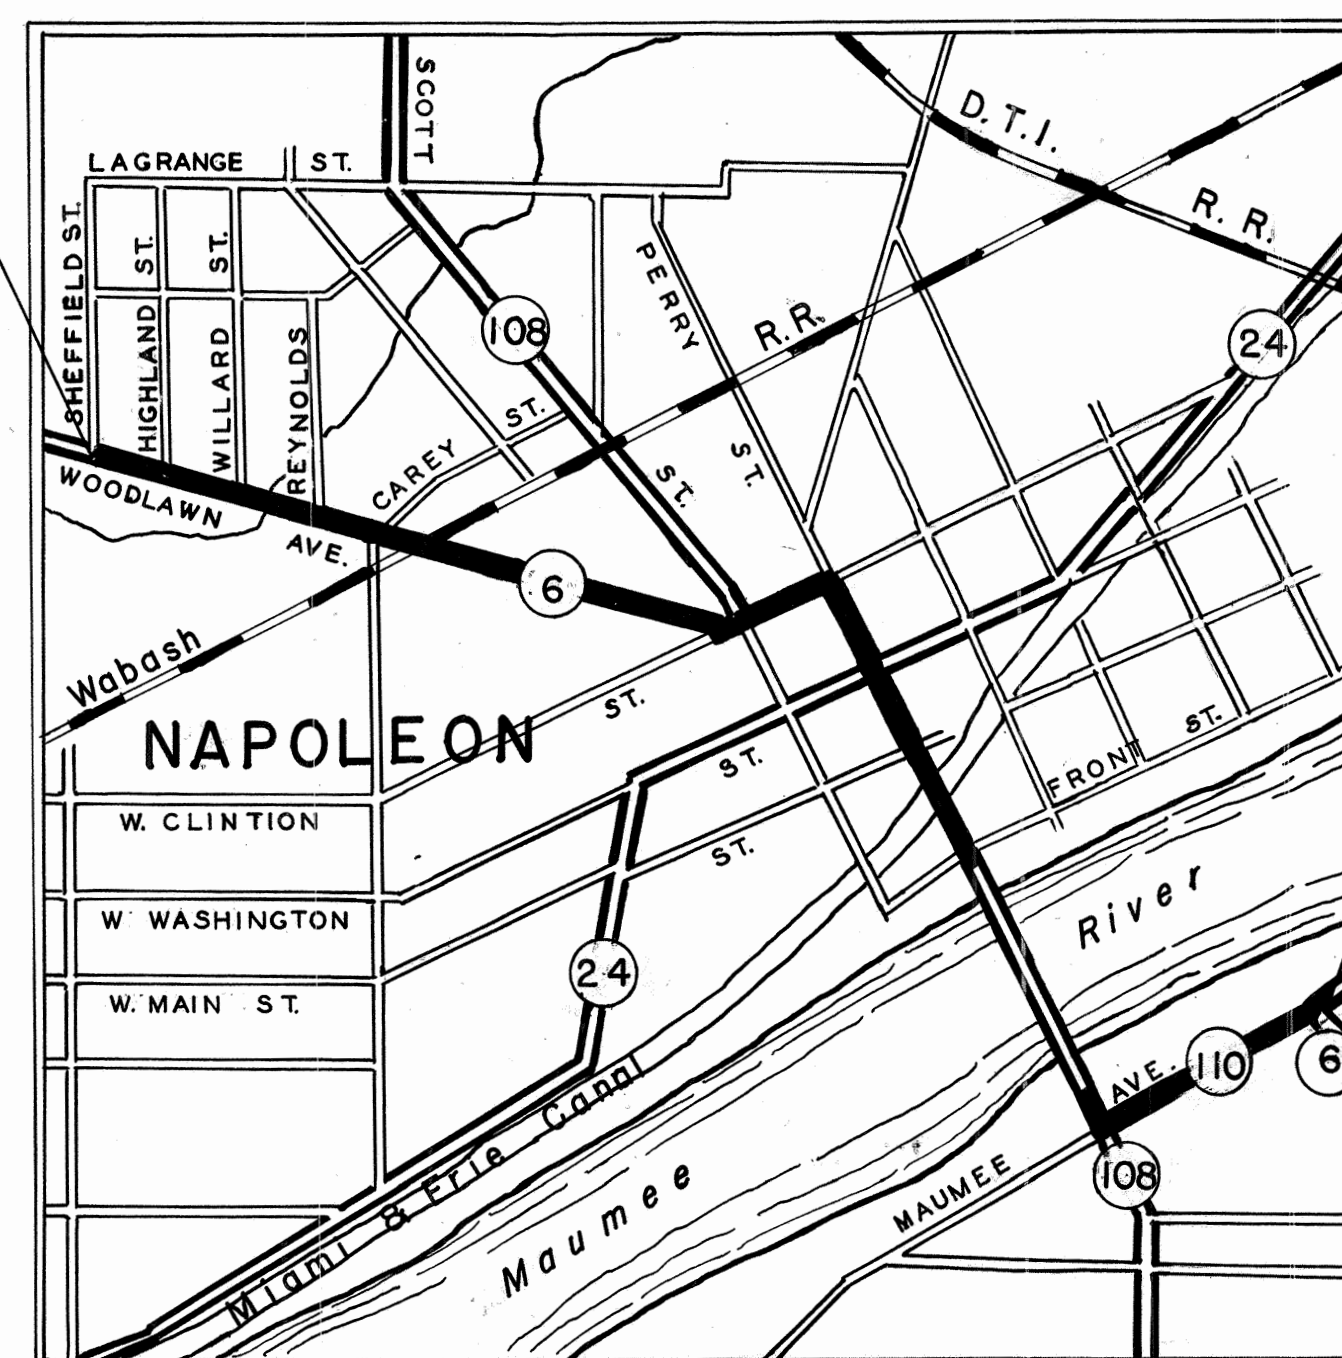 SCOTT
ST.
LAGRANGE ST.
D. T. I.
R. R.
SHEFFIELD ST.
HIGHLAND ST.
WILLARD ST.
REYNOLDS
PERRY
ST.
R. R.
108
24
CAREY ST.
WOODLAWN
AVE.
6
Wabash
NAPOLEON
ST.
ST.
ST.
W. CLINTION
W. WASHINGTON
W. MAIN ST.
24
FRONT ST.
River
AVE.
110
6
108
MAUMEE
Miami & Erie Canal
Maumee